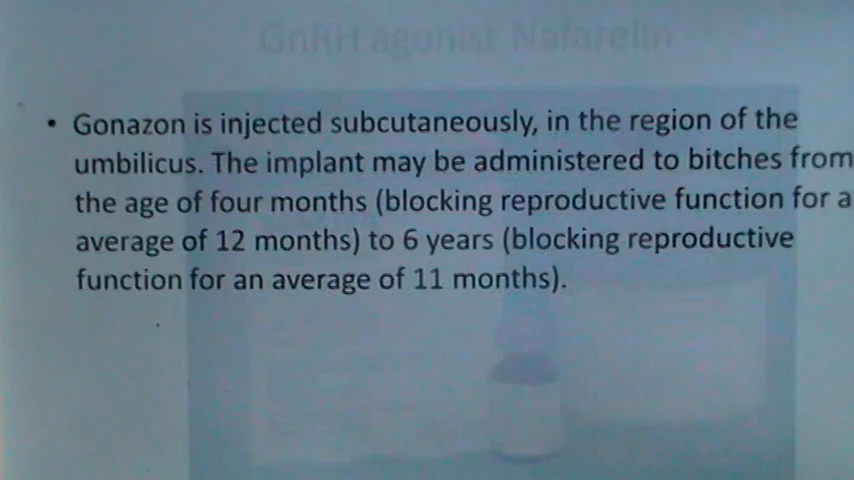 GnRH agonist Nafarelin
• Gonazon is injected subcutaneously, in the region of the
umbilicus. The implant may be administered to bitches from
the age of four months (blocking reproductive function for a
average of 12 months) to 6 years (blocking reproductive
function for an average of 11 months).